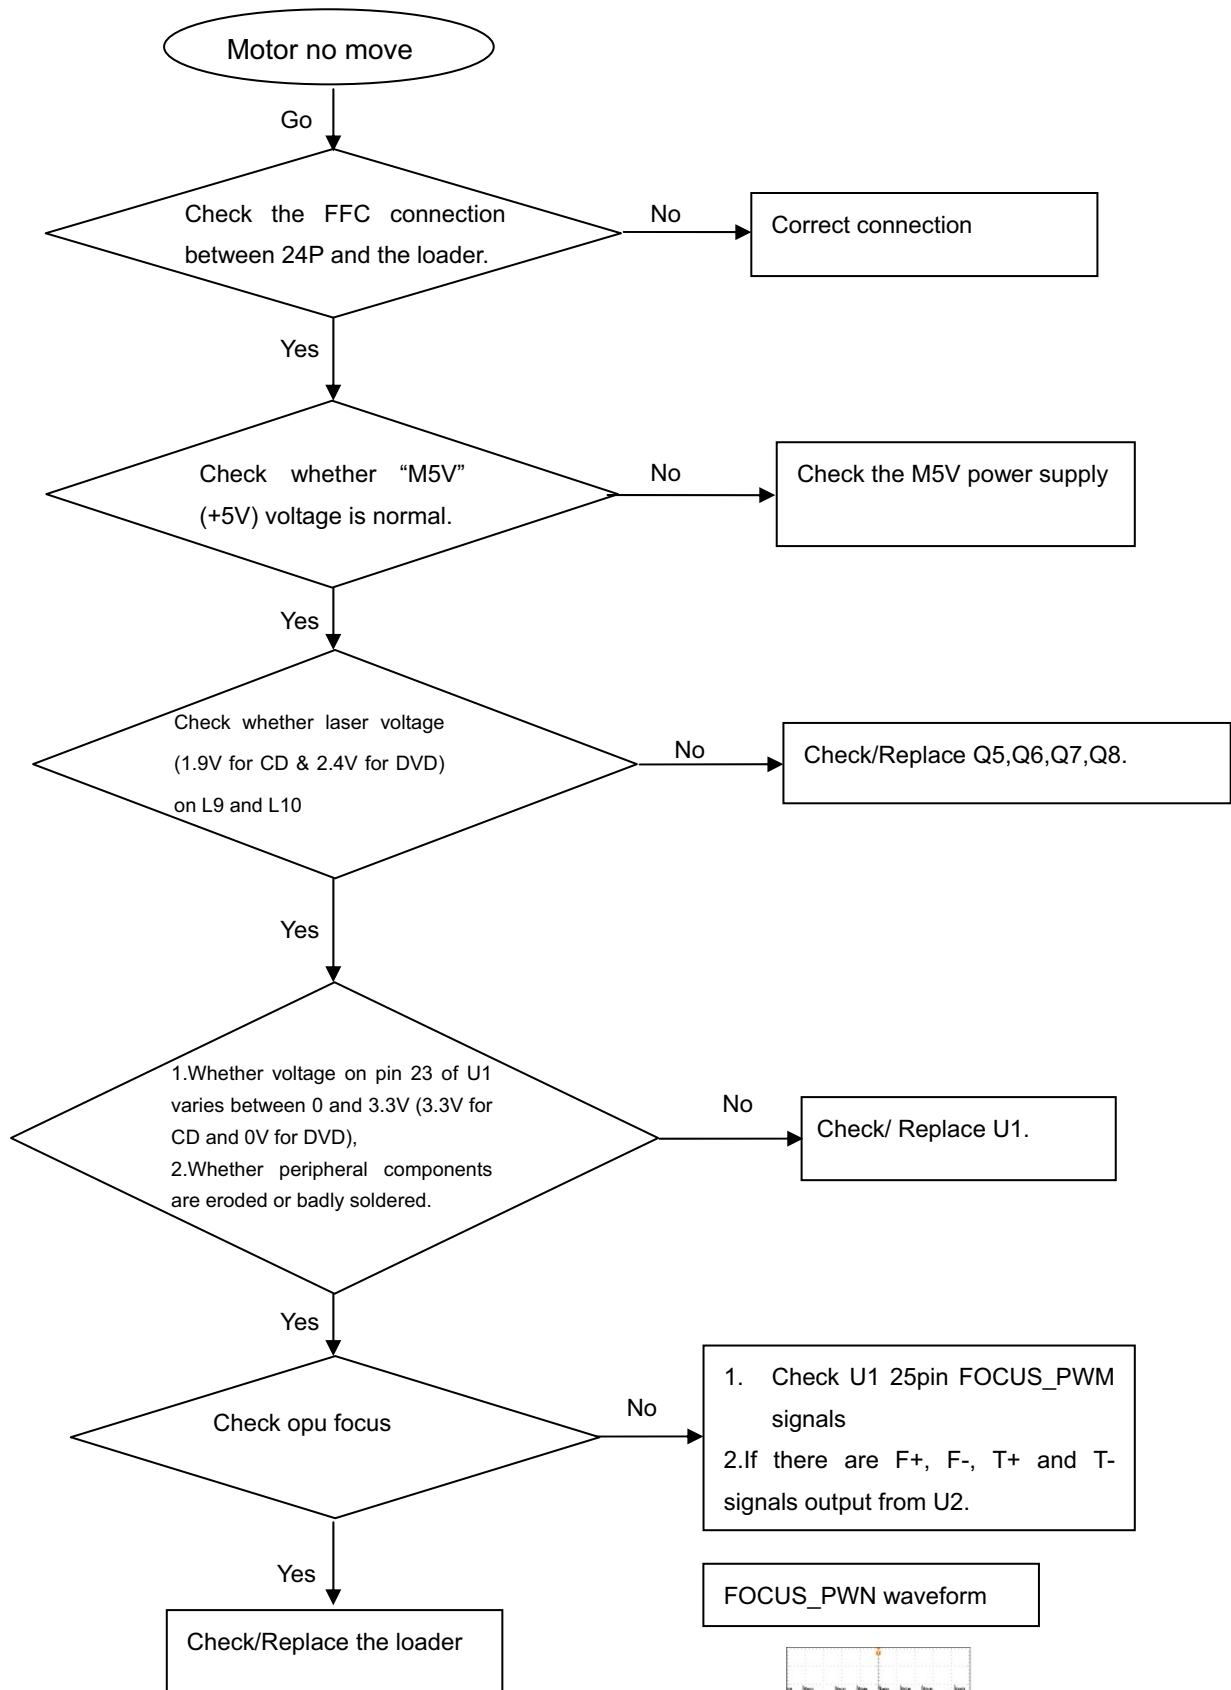 Motor no move
Go
Check the FFC connection
between 24P and the loader.
No
Correct connection
Yes
Check whether “M5V”
(+5V) voltage is normal.
No
Check the M5V power supply
Yes
Check whether laser voltage
(1.9V for CD & 2.4V for DVD)
on L9 and L10
No
Check/Replace Q5,Q6,Q7,Q8.
Yes
1.Whether voltage on pin 23 of U1
varies between 0 and 3.3V (3.3V for
CD and 0V for DVD),
2.Whether peripheral components
are eroded or badly soldered.
No
Check/ Replace U1.
Yes
Check opu focus
No
1. Check U1 25pin FOCUS_PWM
signals
2.If there are F+, F-, T+ and T-
signals output from U2.
Yes
FOCUS_PWN waveform
Check/Replace the loader